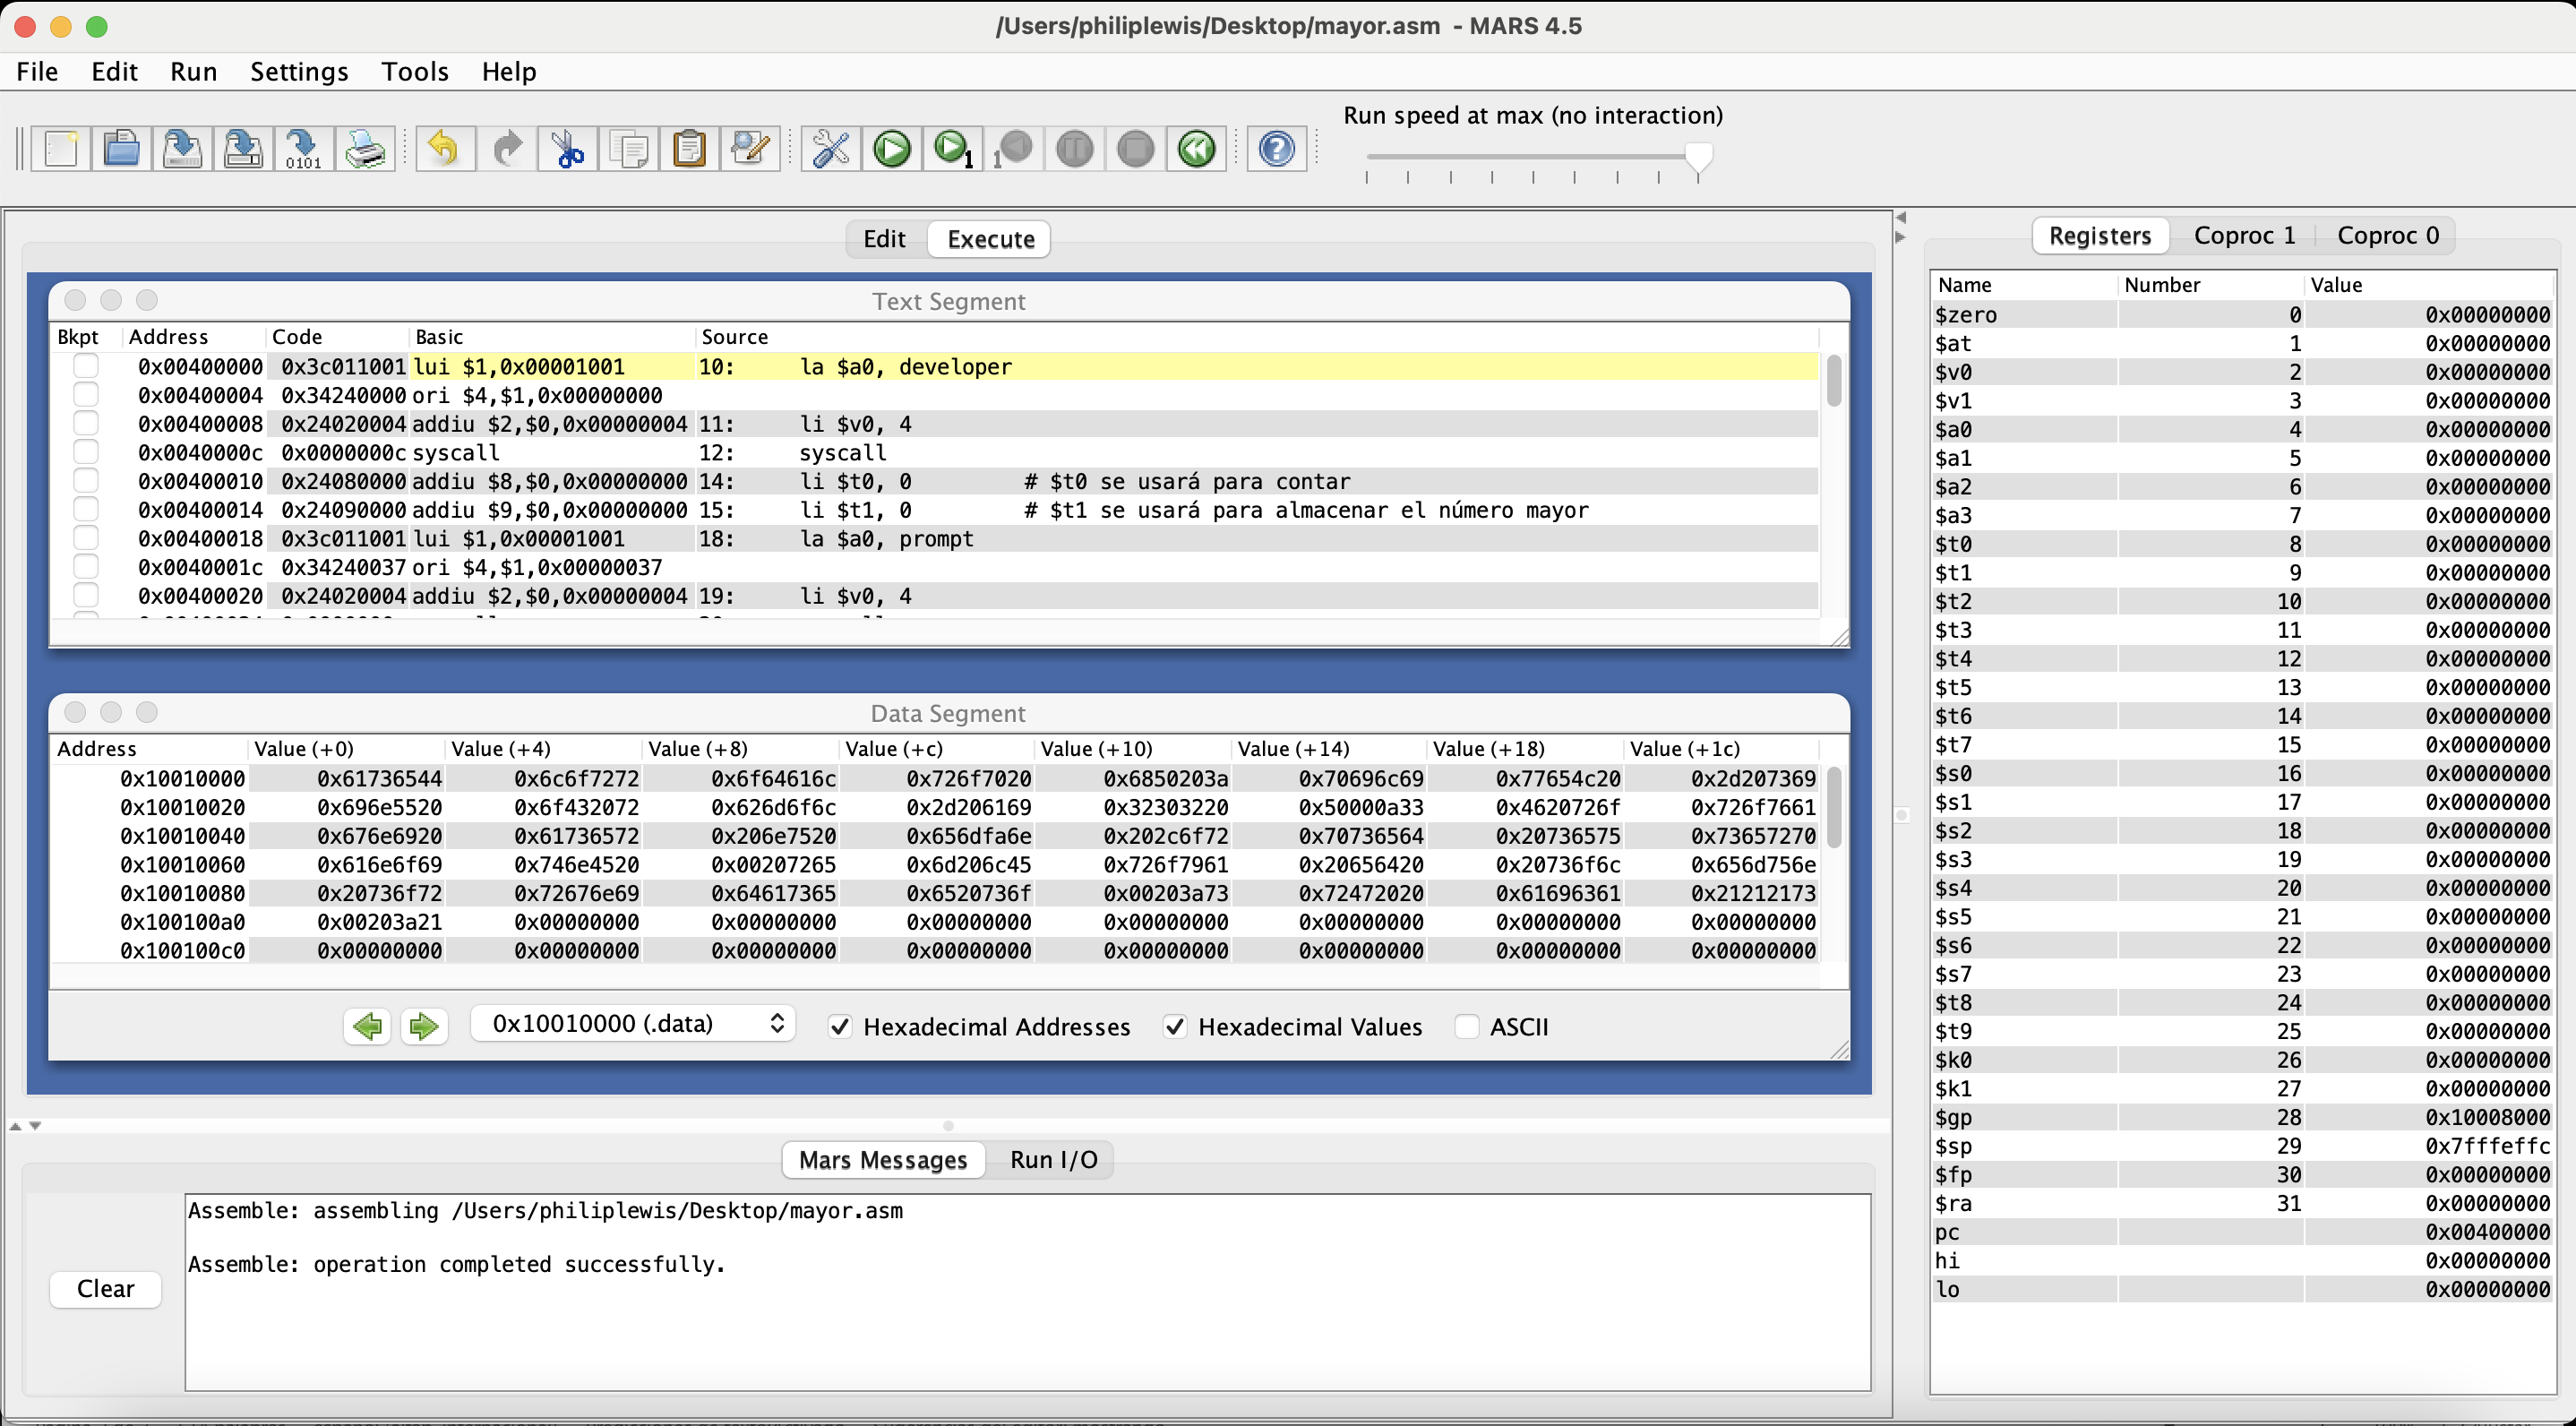 /Users/philiplewis/Desktop/mayor.asm - MARS 4.5
File Edit Run Settings Tools Help
Run speed at max (no interaction)
Edit Execute
Text Segment
Bkpt Address Code Basic Source
0x00400000 0x3c011001 lui $1,0x00001001 10: la $a0, developer
0x00400004 0x34240000 ori $4,$1,0x00000000
0x00400008 0x24020004 addiu $2,$0,0x00000004 11: li $v0, 4
0x0040000c 0x0000000c syscall 12: syscall
0x00400010 0x24080000 addiu $8,$0,0x00000000 14: li $t0, 0 # $t0 se usará para contar
0x00400014 0x24090000 addiu $9,$0,0x00000000 15: li $t1, 0 # $t1 se usará para almacenar el número mayor
0x00400018 0x3c011001 lui $1,0x00001001 18: la $a0, prompt
0x0040001c 0x34240037 ori $4,$1,0x00000037
0x00400020 0x24020004 addiu $2,$0,0x00000004 19: li $v0, 4
Data Segment
Address Value (+0) Value (+4) Value (+8) Value (+c) Value (+10) Value (+14) Value (+18) Value (+1c)
0x10010000 0x61736544 0x6c6f7272 0x6f64616c 0x726f7020 0x6850203a 0x70696c69 0x77654c20 0x2d207369
0x10010020 0x696e5520 0x6f432072 0x626d6f6c 0x2d206169 0x32303220 0x50000a33 0x4620726f 0x726f7661
0x10010040 0x676e6920 0x61736572 0x206e7520 0x656dfa6e 0x202c6f72 0x70736564 0x20736575 0x73657270
0x10010060 0x616e6f69 0x746e4520 0x00207265 0x6d206c45 0x726f7961 0x20656420 0x20736f6c 0x656d756e
0x10010080 0x20736f72 0x72676e69 0x64617365 0x6520736f 0x00203a73 0x72472020 0x61696361 0x21212173
0x100100a0 0x00203a21 0x00000000 0x00000000 0x00000000 0x00000000 0x00000000 0x00000000 0x00000000
0x100100c0 0x00000000 0x00000000 0x00000000 0x00000000 0x00000000 0x00000000 0x00000000 0x00000000
0x10010000 (.data) Hexadecimal Addresses Hexadecimal Values ASCII
Mars Messages Run I/O
Assemble: assembling /Users/philiplewis/Desktop/mayor.asm
Assemble: operation completed successfully.
Clear
Registers Coproc 1 Coproc 0
Name Number Value
$zero 0 0x00000000
$at 1 0x00000000
$v0 2 0x00000000
$v1 3 0x00000000
$a0 4 0x00000000
$a1 5 0x00000000
$a2 6 0x00000000
$a3 7 0x00000000
$t0 8 0x00000000
$t1 9 0x00000000
$t2 10 0x00000000
$t3 11 0x00000000
$t4 12 0x00000000
$t5 13 0x00000000
$t6 14 0x00000000
$t7 15 0x00000000
$s0 16 0x00000000
$s1 17 0x00000000
$s2 18 0x00000000
$s3 19 0x00000000
$s4 20 0x00000000
$s5 21 0x00000000
$s6 22 0x00000000
$s7 23 0x00000000
$t8 24 0x00000000
$t9 25 0x00000000
$k0 26 0x00000000
$k1 27 0x00000000
$gp 28 0x10008000
$sp 29 0x7fffeffc
$fp 30 0x00000000
$ra 31 0x00000000
pc 0x00400000
hi 0x00000000
lo 0x00000000